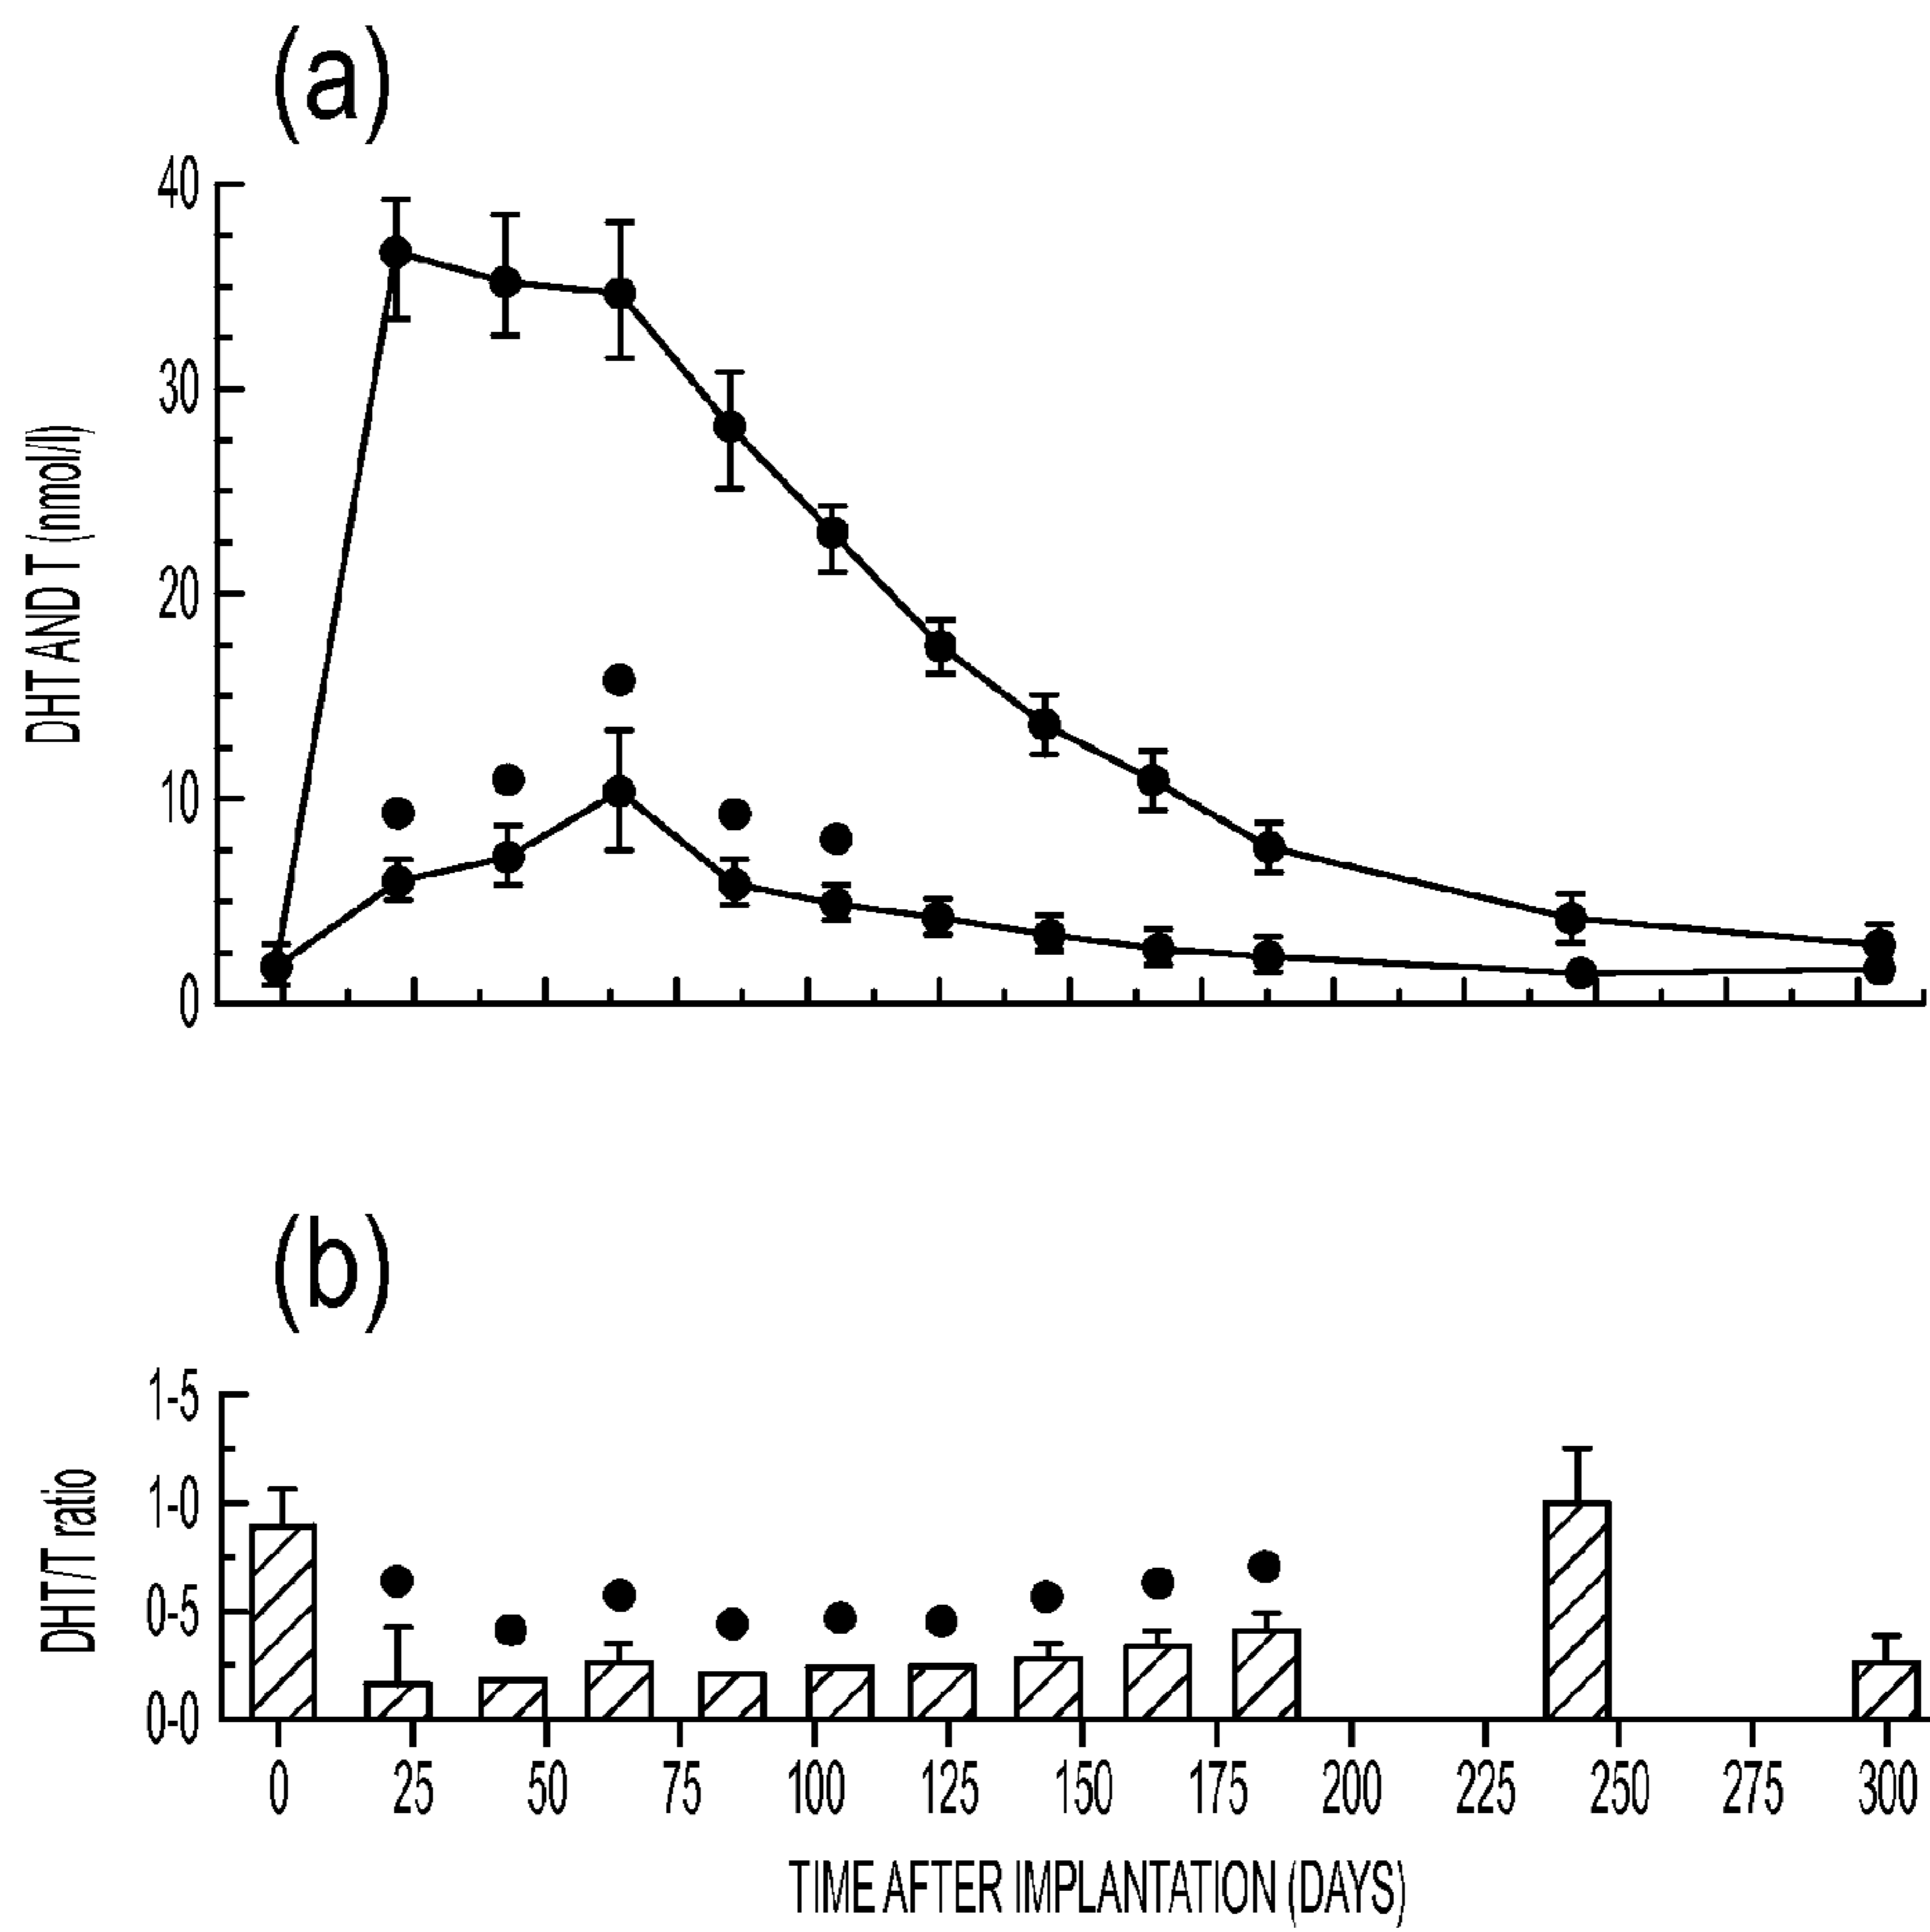 (a)
40
30
20
10
0
DHT AND T (nmol/l)
(b)
1-5
1-0
0-5
0-0
DHT/T ratio
0 25 50 75 100 125 150 175 200 225 250 275 300
TIME AFTER IMPLANTATION (DAYS)